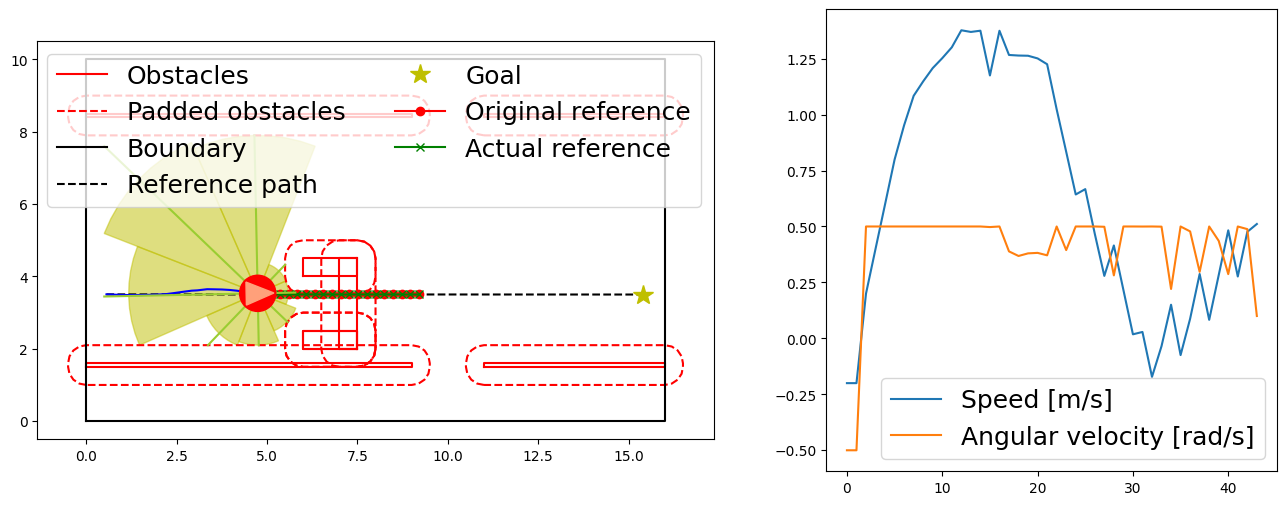 Obstacles
Padded obstacles
Boundary
Reference path
Goal
Original reference
Actual reference
10
8
6
4
2
0
0.0 2.5 5.0 7.5 10.0 12.5 15.0
1.25
1.00
0.75
0.50
0.25
0.00
−0.25
−0.50
Speed [m/s]
Angular velocity [rad/s]
0 10 20 30 40